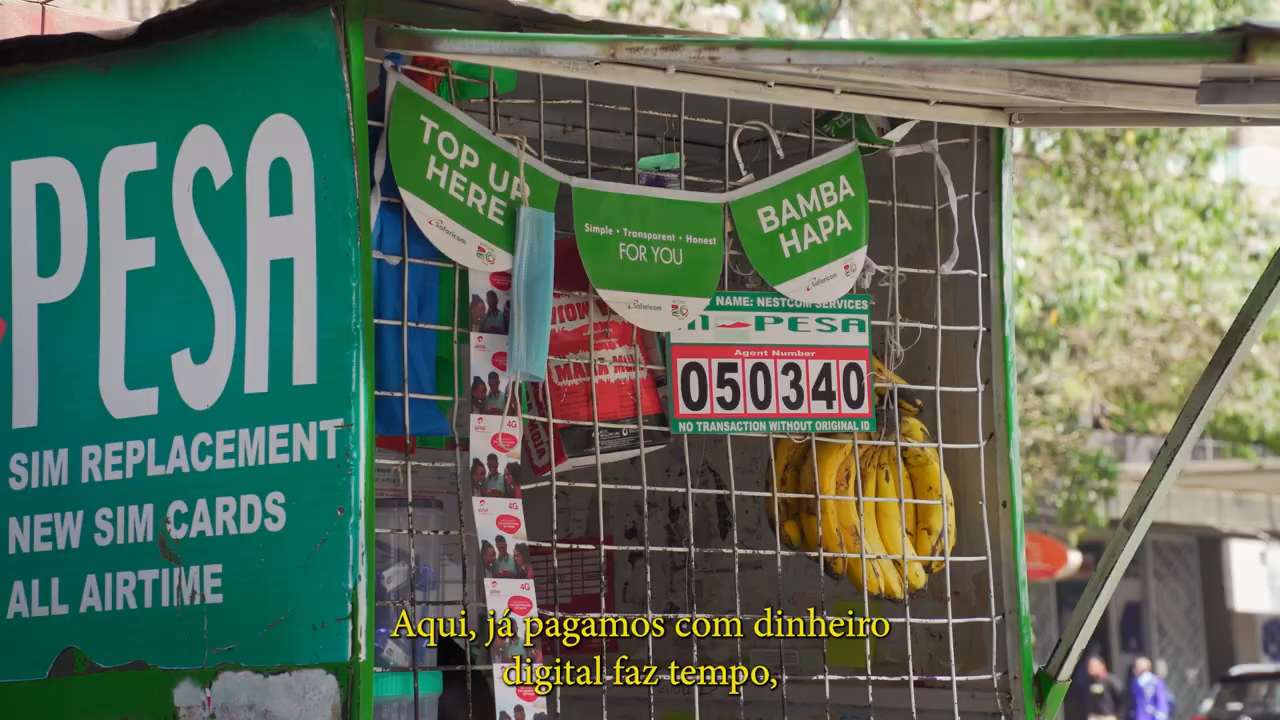 PESA
SIM REPLACEMENT
NEW SIM CARDS
ALL AIRTIME
TOP UP
HERE
Safaricom
Simple • Transparent • Honest
FOR YOU
Safaricom
BAMBA
HAPA
Safaricom
NAME: NESTCOM SERVICES
PESA
Agent Number
050340
NO TRANSACTION WITHOUT ORIGINAL ID
airtel
4G
4G
4G
Aqui, já pagamos com dinheiro
digital faz tempo,